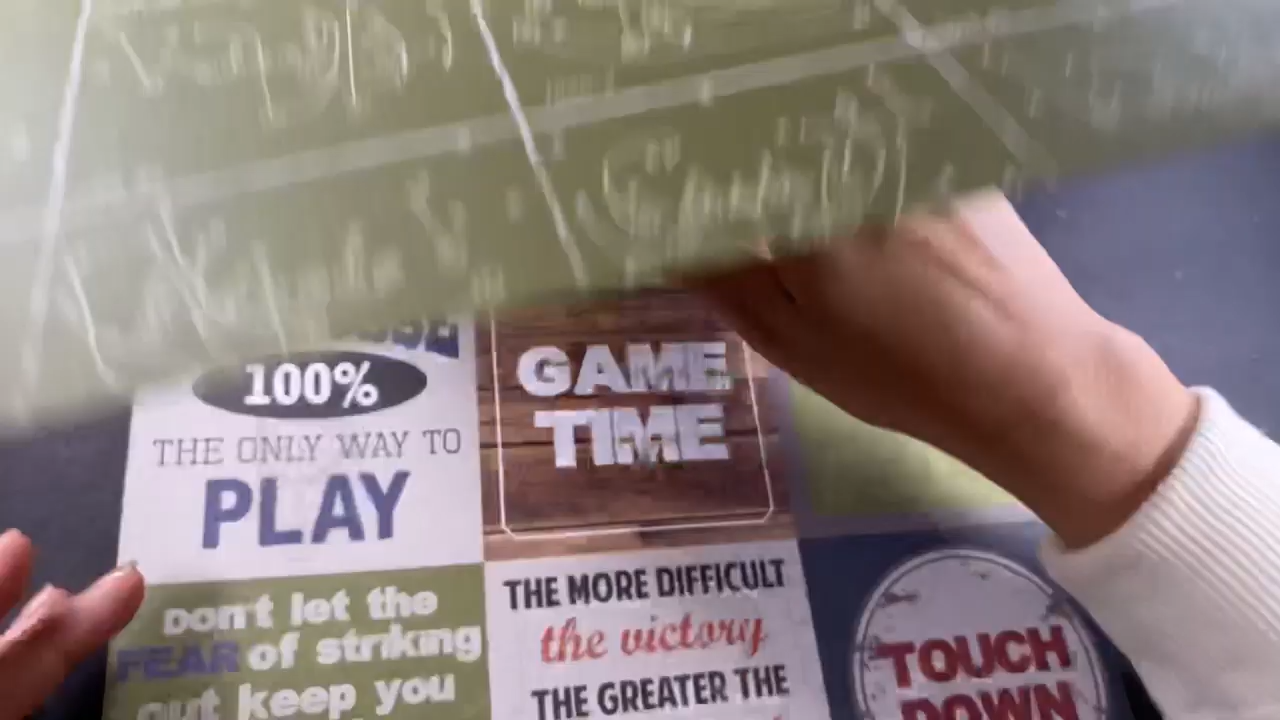 100%
THE ONLY WAY TO
PLAY
GAME
TIME
Don't let the
FEAR of striking
out keep you
THE MORE DIFFICULT
the victory
THE GREATER THE
TOUCH
DOWN